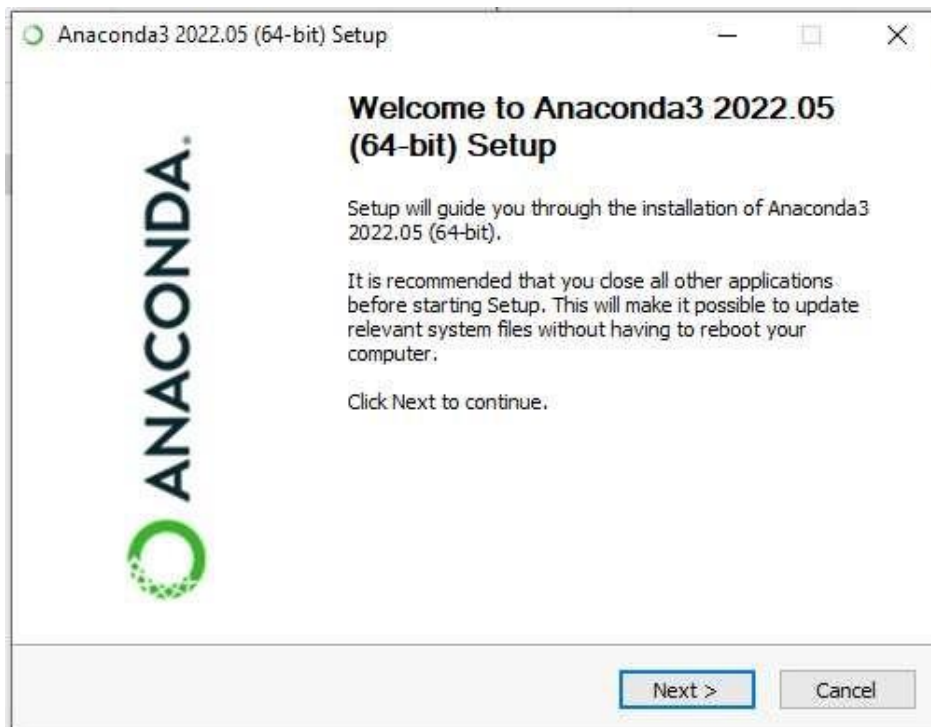 Anaconda3 2022.05 (64-bit) Setup
ANACONDA.
Welcome to Anaconda3 2022.05
(64-bit) Setup
Setup will guide you through the installation of Anaconda3
2022.05 (64-bit).
It is recommended that you close all other applications
before starting Setup. This will make it possible to update
relevant system files without having to reboot your
computer.
Click Next to continue.
Next >
Cancel